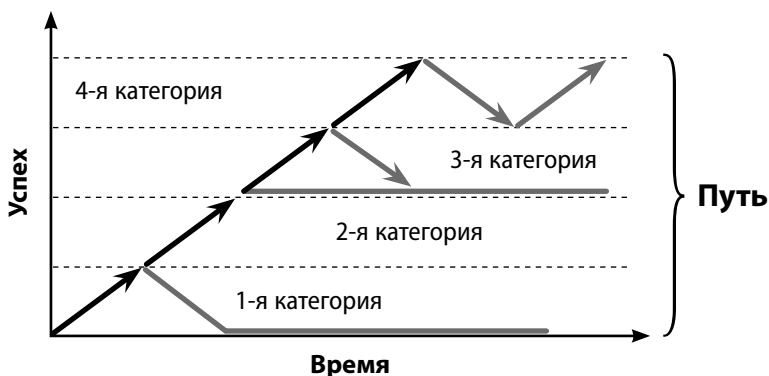 4-я категория
3-я категория
Путь
2-я категория
1-я категория
Успех
Время